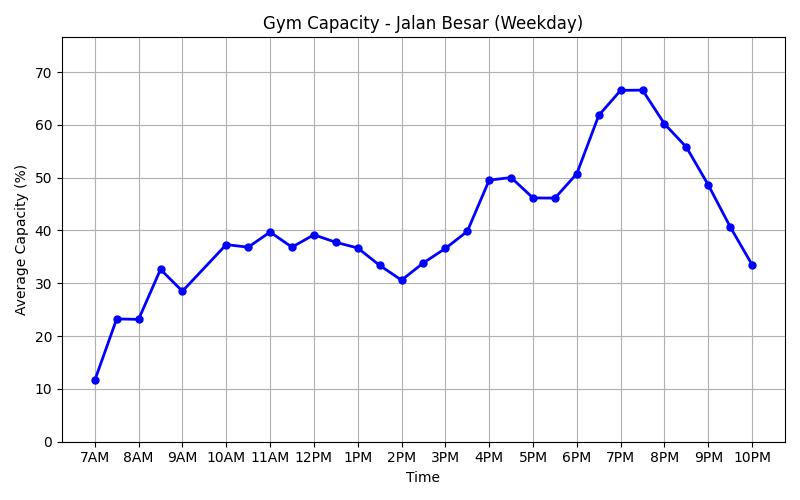 Gym Capacity - Jalan Besar (Weekday)
Average Capacity (%)
70
60
50
40
30
20
10
0
7AM 8AM 9AM 10AM 11AM 12PM 1PM 2PM 3PM 4PM 5PM 6PM 7PM 8PM 9PM 10PM
Time